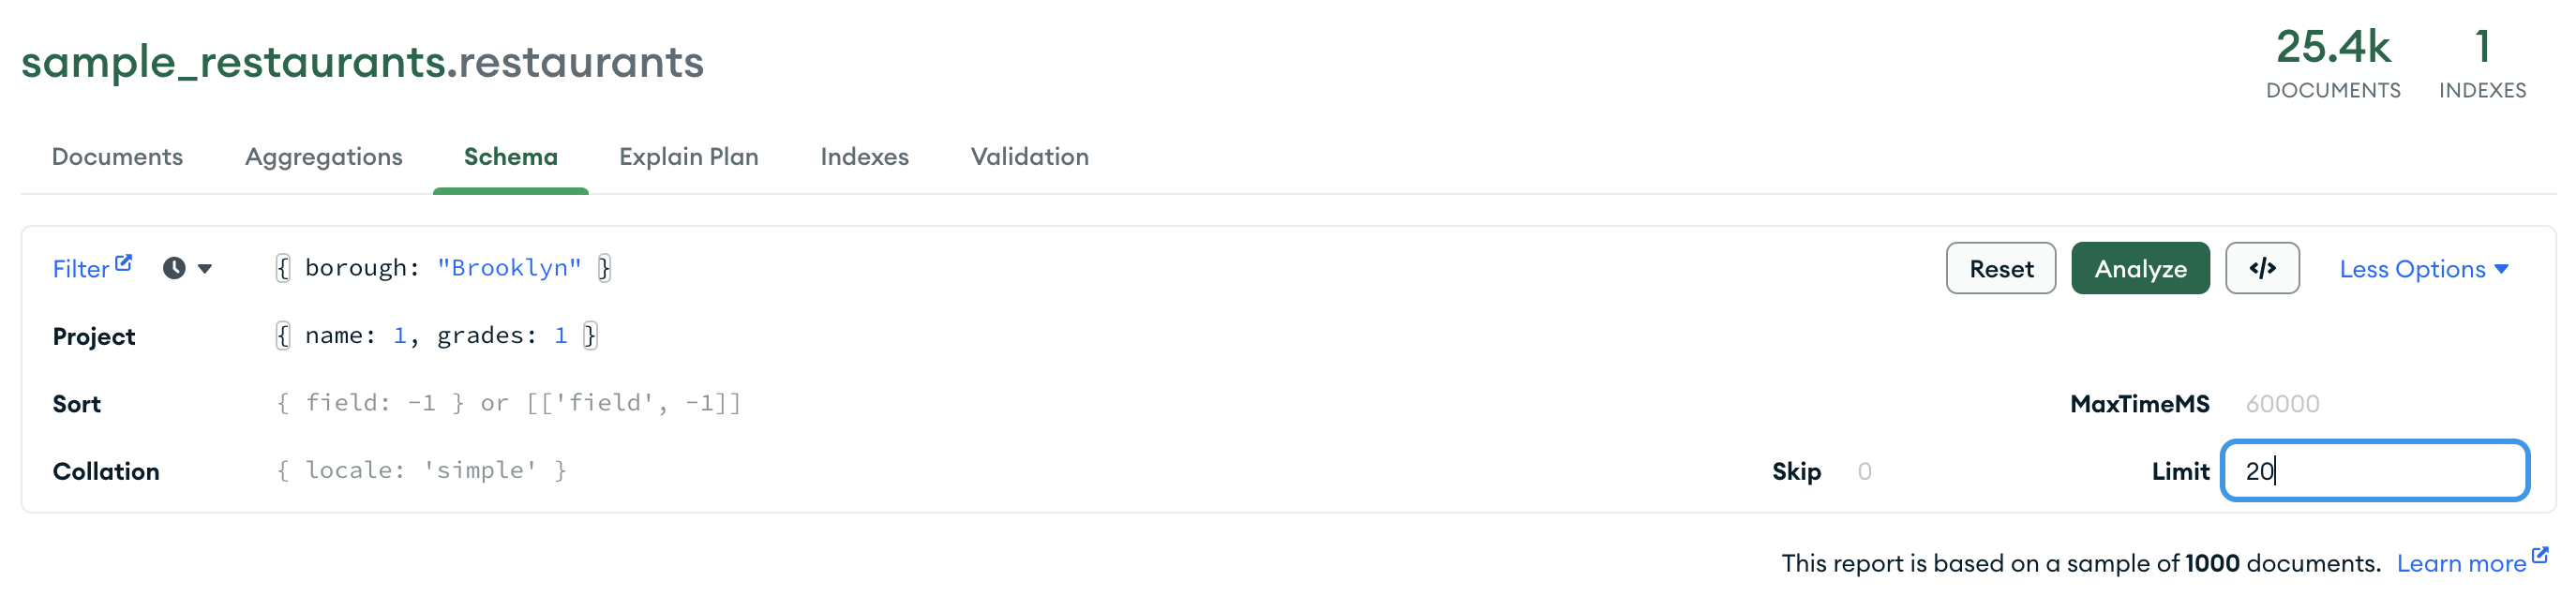 sample_restaurants.restaurants
25.4k
DOCUMENTS
1
INDEXES
Documents Aggregations Schema Explain Plan Indexes Validation
Filter { borough: "Brooklyn" } Reset Analyze </> Less Options
Project { name: 1, grades: 1 }
Sort { field: -1 } or [['field', -1]] MaxTimeMS 60000
Collation { locale: 'simple' } Skip 0 Limit 20
This report is based on a sample of 1000 documents. Learn more